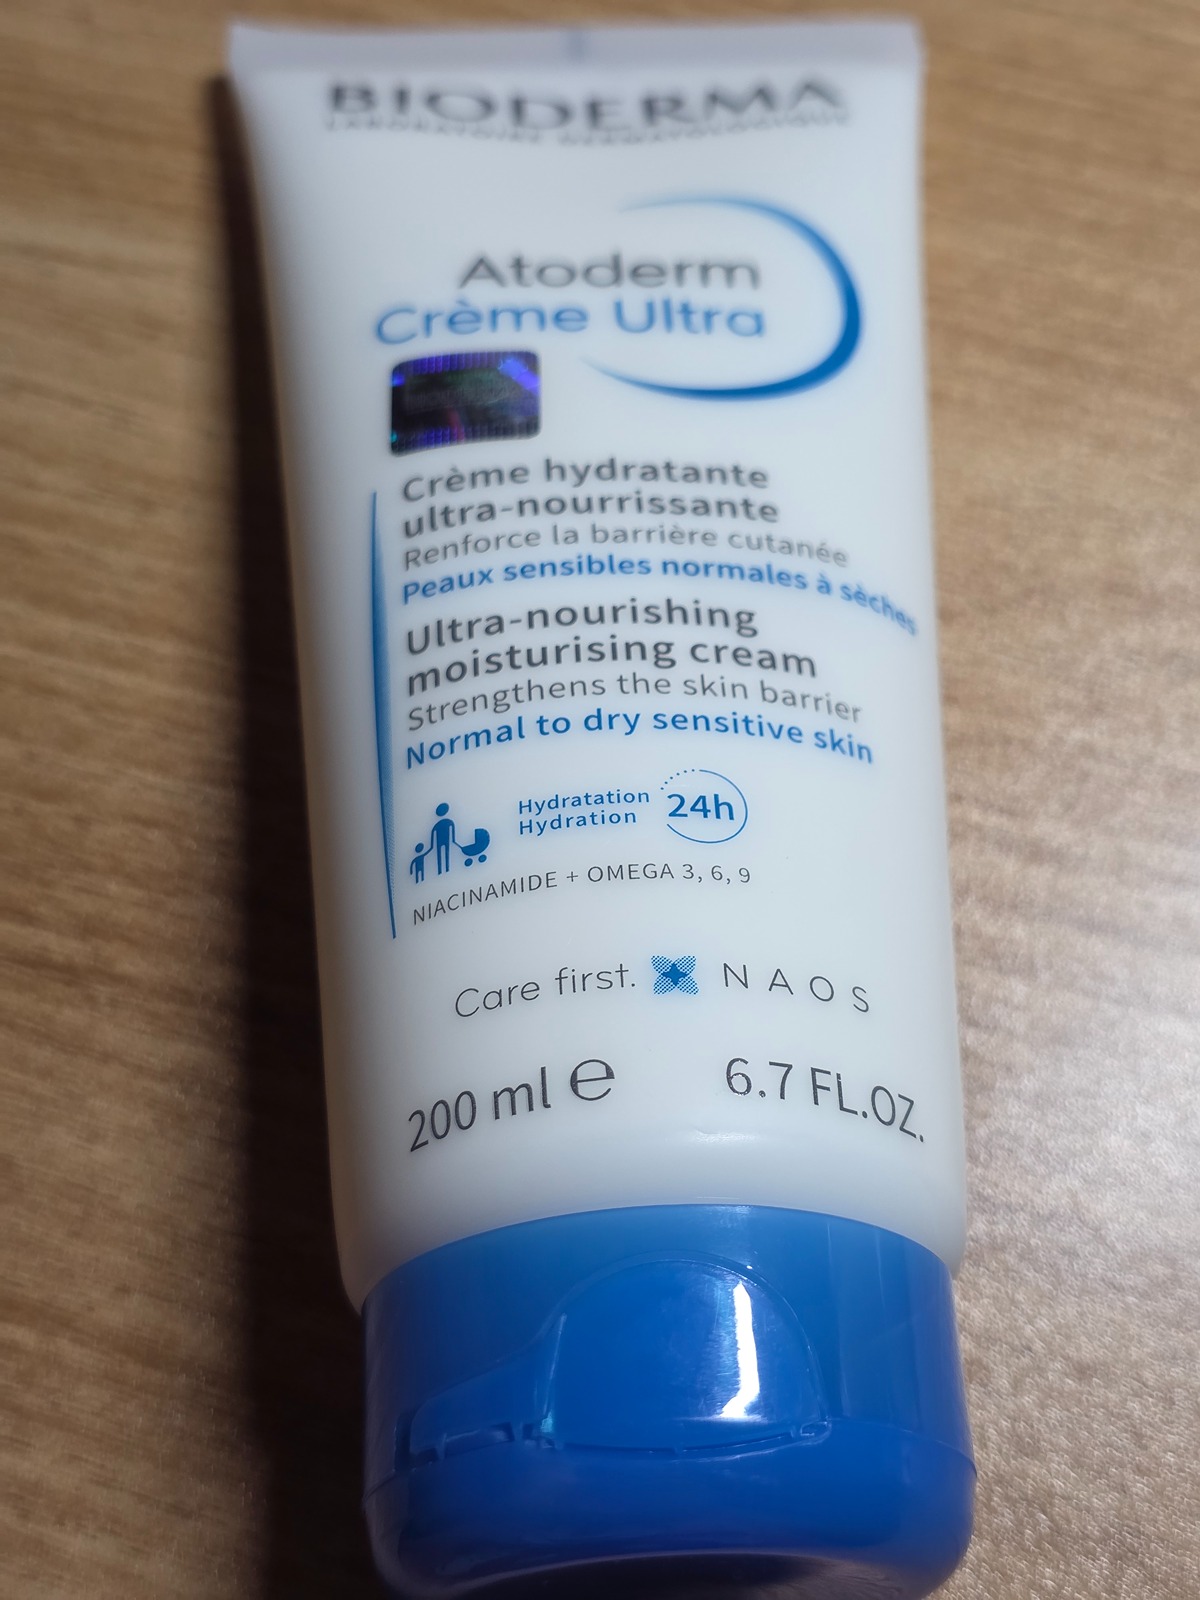 BIODERMA
LABORATOIRE DERMATOLOGIQUE
Atoderm
Crème Ultra
Crème hydratante
ultra-nourrissante
Renforce la barrière cutanée
Peaux sensibles normales à sèches
Ultra-nourishing
moisturising cream
Strengthens the skin barrier
Normal to dry sensitive skin
Hydratation
Hydration
24h
NIACINAMIDE + OMEGA 3, 6, 9
Care first. NAOS
200 ml e 6.7 FL.OZ.